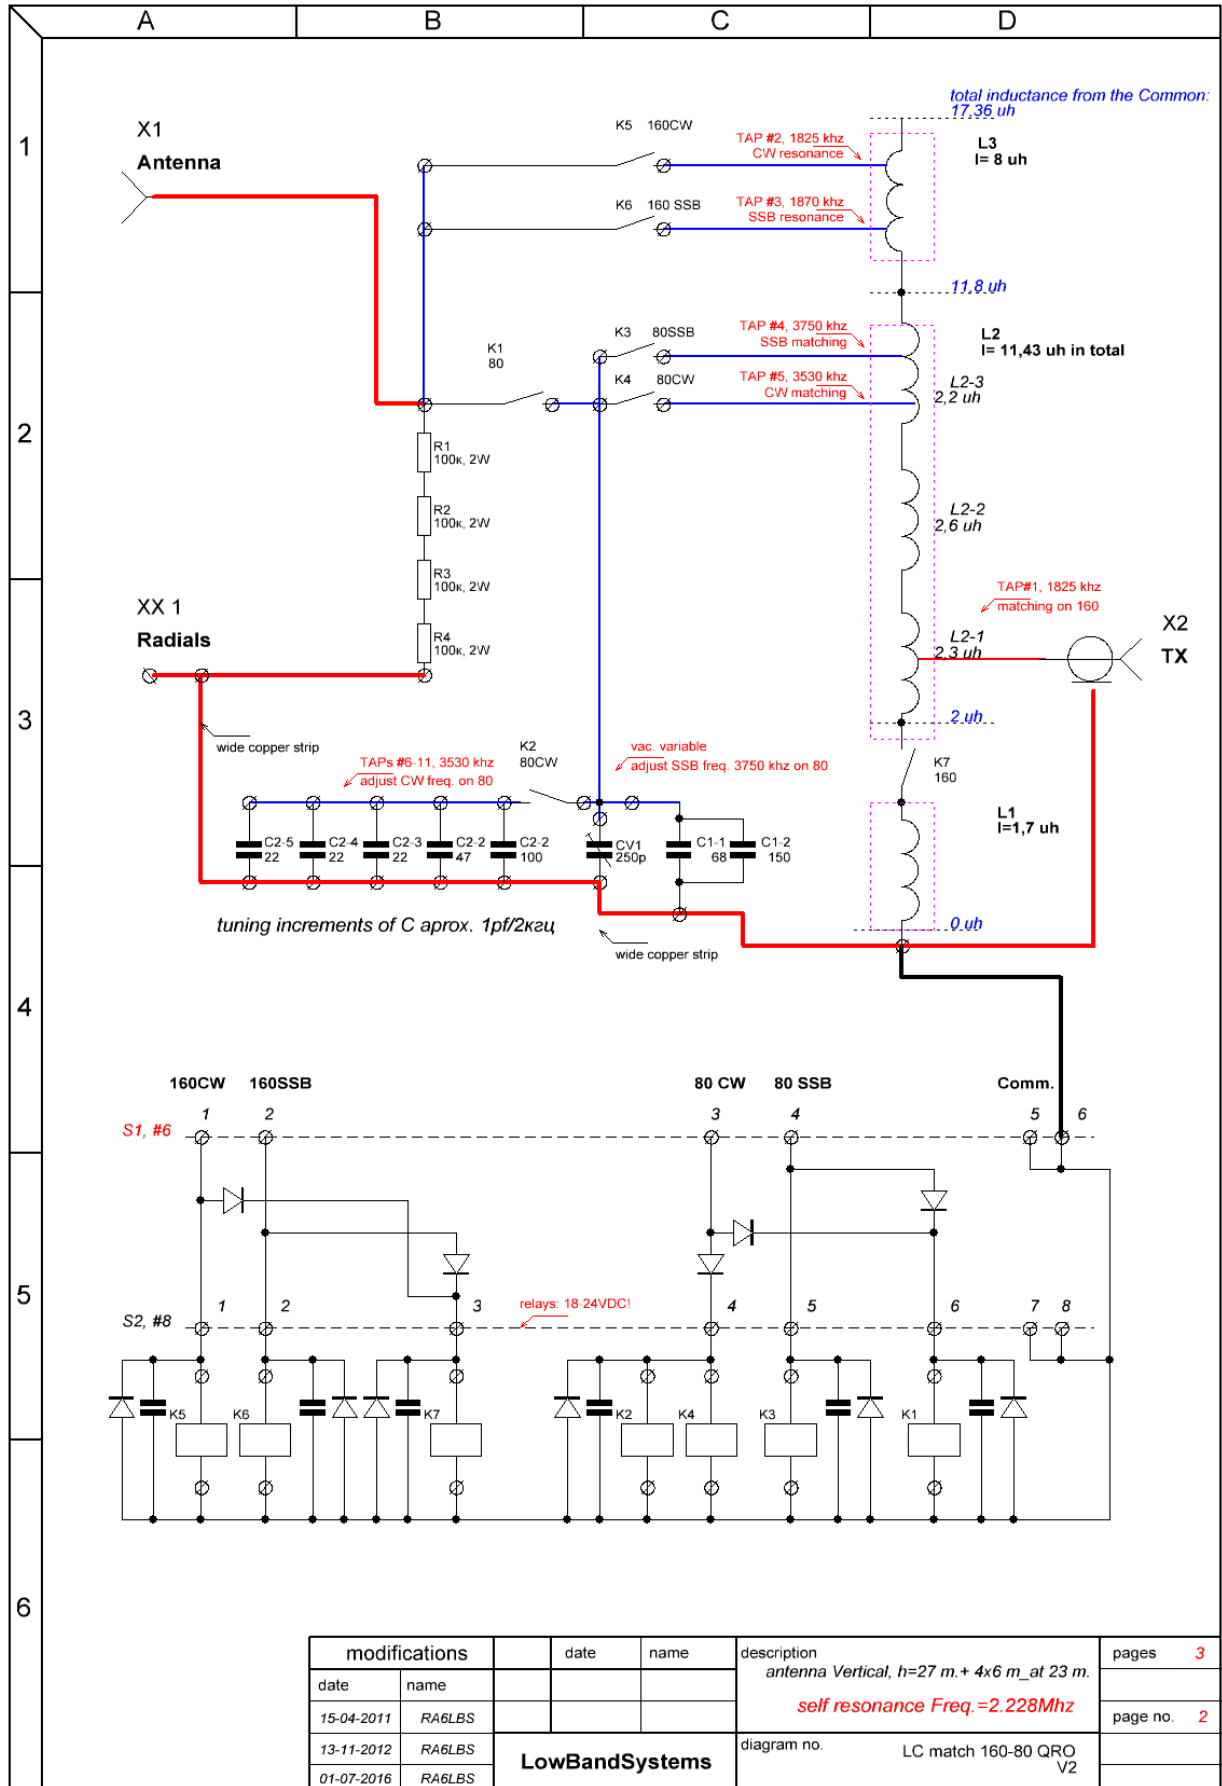 A B C D
1
2
3
4
5
6
total inductance from the Common:
17,36 uh
X1
Antenna
K5 160CW
TAP #2, 1825 khz
CW resonance
L3
I= 8 uh
K6 160 SSB
TAP #3, 1870 khz
SSB resonance
11,8 uh
K1
80
K3 80SSB
TAP #4, 3750 khz
SSB matching
L2
I= 11,43 uh in total
K4 80CW
TAP #5, 3530 khz
CW matching
L2-3
2,2 uh
R1
100к, 2W
R2
100к, 2W
L2-2
2,6 uh
R3
100к, 2W
R4
100к, 2W
XX 1
Radials
TAP#1, 1825 khz
matching on 160
L2-1
2,3 uh
X2
TX
2 uh
wide copper strip
TAPs #6-11, 3530 khz
adjust CW freq. on 80
K2
80CW
vac. variable
adjust SSB freq. 3750 khz on 80
K7
160
L1
I=1,7 uh
C2-5
22
C2-4
22
C2-3
22
C2-2
47
C2-2
100
CV1
250p
C1-1
68
C1-2
150
0 uh
tuning increments of C aprox. 1pf/2кгц
wide copper strip
160CW 160SSB 80 CW 80 SSB Comm.
1 2 3 4 5 6
S1, #6
S2, #8
1 2 3 4 5 6 7 8
relays: 18-24VDC!
K5 K6 K7 K2 K4 K3 K1
modifications
date name
15-04-2011 RA6LBS
13-11-2012 RA6LBS
01-07-2016 RA6LBS
date name
LowBandSystems
description
antenna Vertical, h=27 m.+ 4x6 m_at 23 m.
self resonance Freq.=2.228Mhz
diagram no.
LC match 160-80 QRO
V2
pages 3
page no. 2